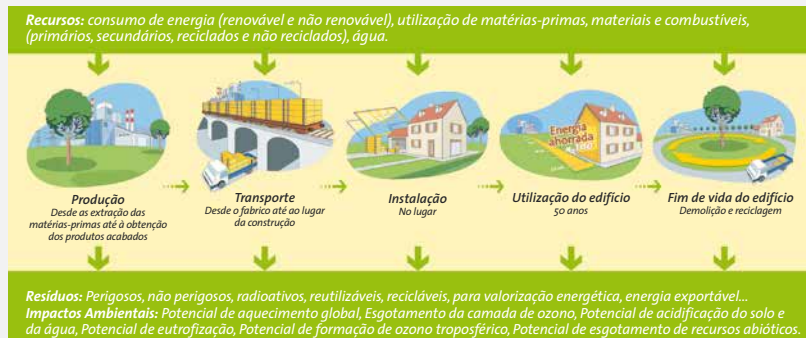 Recursos: consumo de energia (renovável e não renovável), utilização de matérias-primas, materiais e combustíveis,
(primários, secundários, reciclados e não reciclados), água.
Energia
ahorrada
Produção
Desde as extração das
matérias-primas até à obtenção
dos produtos acabados
Transporte
Desde o fabrico até ao lugar
da construção
Instalação
No lugar
Utilização do edifício
50 anos
Fim de vida do edifício
Demolição e reciclagem
Resíduos: Perigosos, não perigosos, radioativos, reutilizáveis, recicláveis, para valorização energética, energia exportável...
Impactos Ambientais: Potencial de aquecimento global, Esgotamento da camada de ozono, Potencial de acidificação do solo e
da água, Potencial de eutrofização, Potencial de formação de ozono troposférico, Potencial de esgotamento de recursos abióticos.